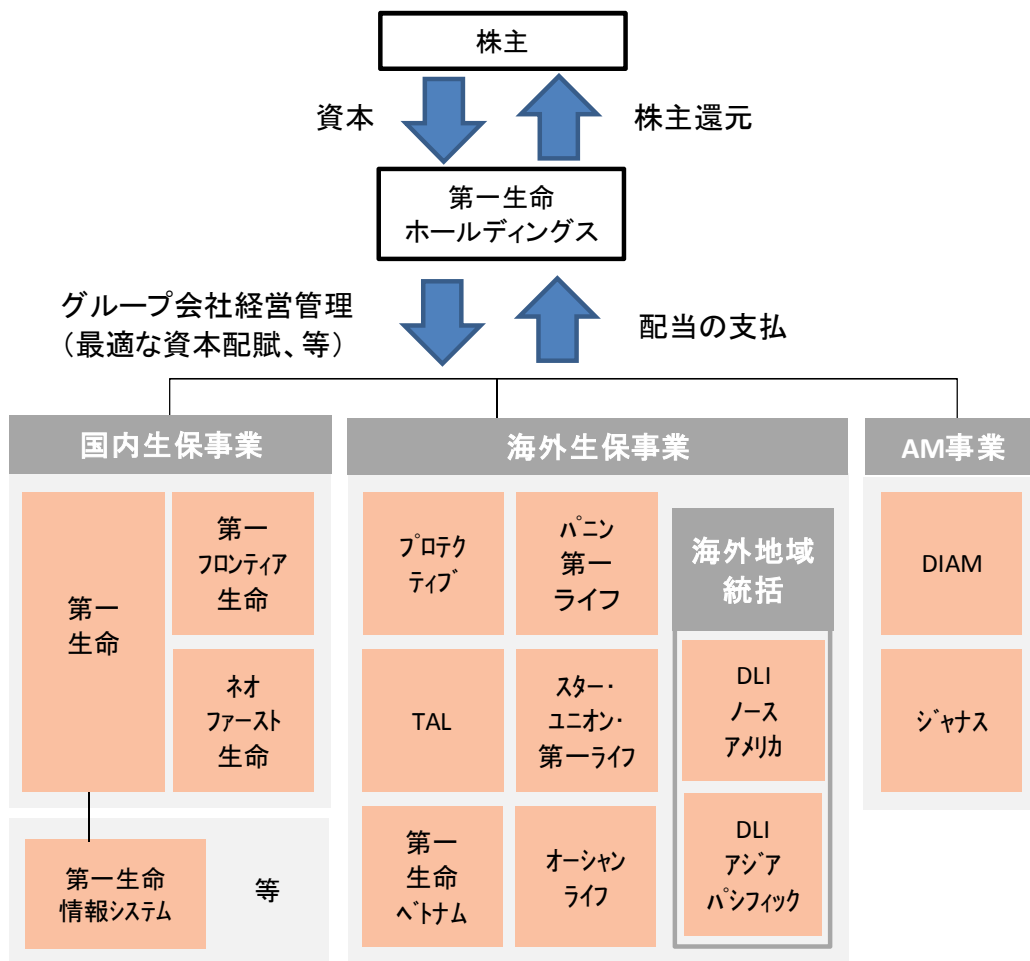 株主
資本
株主還元
第一生命
ホールディングス
グループ会社経営管理
（最適な資本配賦、等）
配当の支払
国内生保事業
第一
生命
第一
フロンティア
生命
ネオ
ファースト
生命
第一生命
情報システム
等
海外生保事業
プロテク
ティブ
パニン
第一
ライフ
TAL
スター・
ユニオン・
第一ライフ
第一
生命
ベトナム
オーシャン
ライフ
海外地域
統括
DLI
ノース
アメリカ
DLI
アジア
パシフィック
AM事業
DIAM
ジャナス